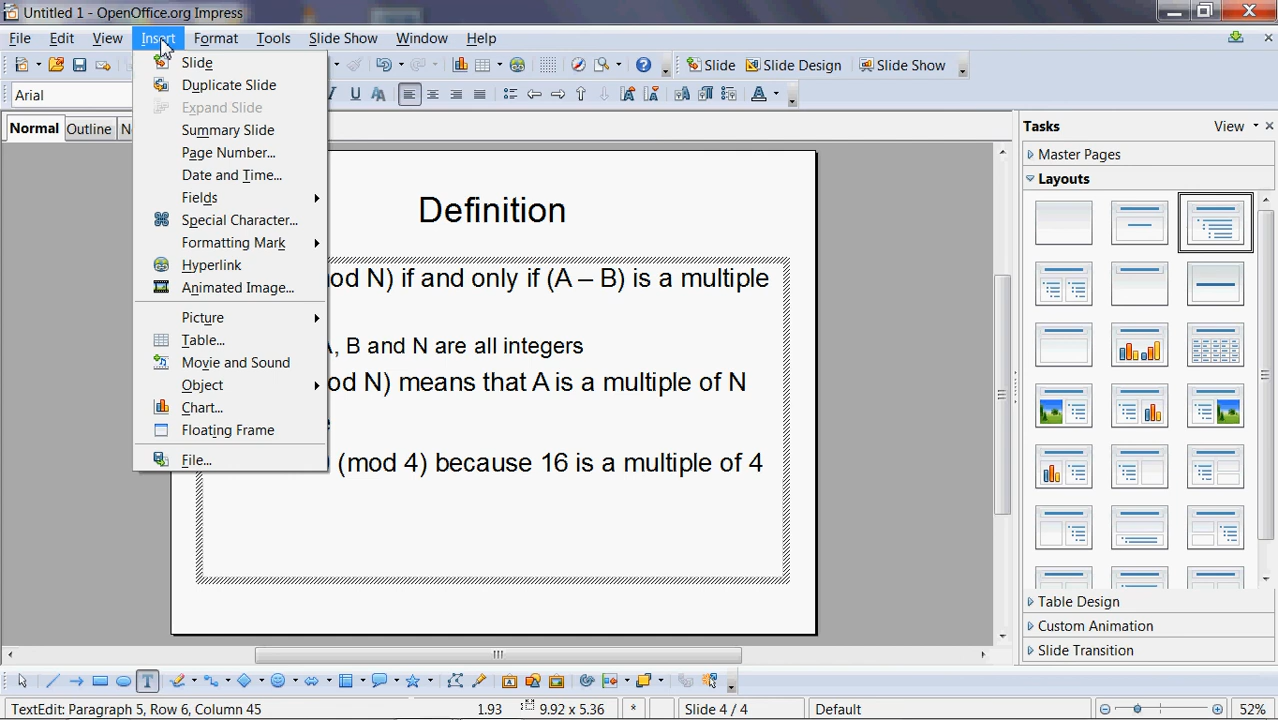 Untitled 1 - OpenOffice.org Impress
File Edit View Insert Format Tools Slide Show Window Help
Slide Slide Design Slide Show
Arial
Normal Outline N
Slide
Duplicate Slide
Expand Slide
Summary Slide
Page Number...
Date and Time...
Fields
Special Character...
Formatting Mark
Hyperlink
Animated Image...
Picture
Table...
Movie and Sound
Object
Chart...
Floating Frame
File...
Definition
od N) if and only if (A – B) is a multiple
A, B and N are all integers
od N) means that A is a multiple of N
(mod 4) because 16 is a multiple of 4
Tasks View
Master Pages
Layouts
Table Design
Custom Animation
Slide Transition
TextEdit: Paragraph 5, Row 6, Column 45 1.93 9.92 x 5.36 * Slide 4 / 4 Default 52%